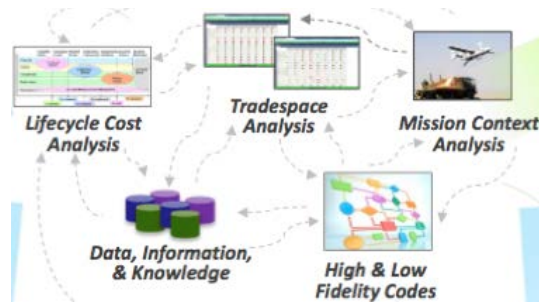 Lifecycle Cost
Analysis
Tradespace
Analysis
Mission Context
Analysis
Data, Information,
& Knowledge
High & Low
Fidelity Codes